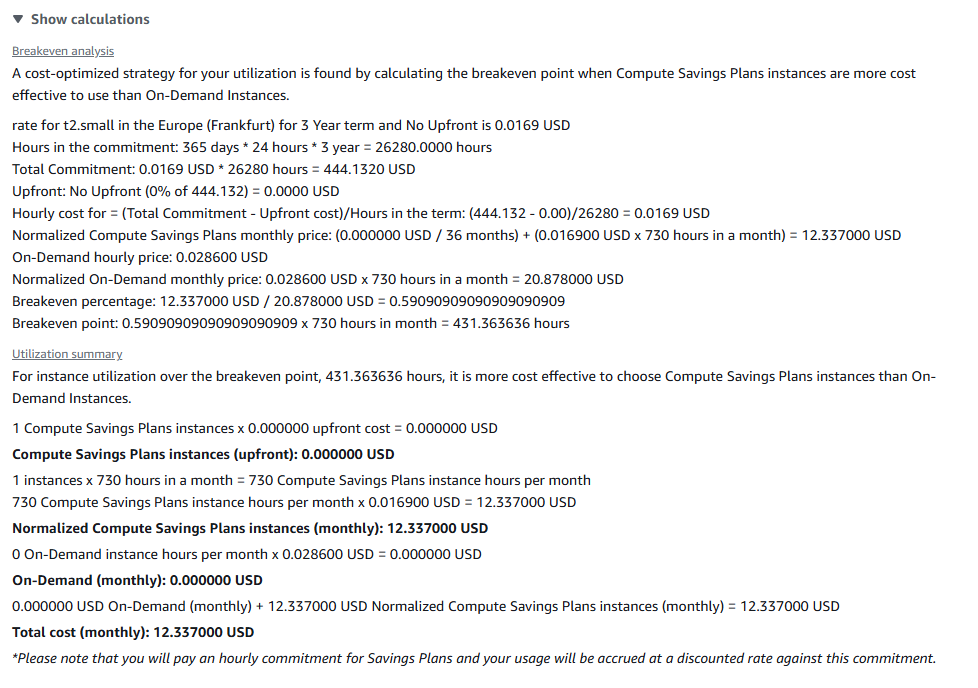 ▼ Show calculations
Breakeven analysis
A cost-optimized strategy for your utilization is found by calculating the breakeven point when Compute Savings Plans instances are more cost
effective to use than On-Demand Instances.
rate for t2.small in the Europe (Frankfurt) for 3 Year term and No Upfront is 0.0169 USD
Hours in the commitment: 365 days * 24 hours * 3 year = 26280.0000 hours
Total Commitment: 0.0169 USD * 26280 hours = 444.1320 USD
Upfront: No Upfront (0% of 444.132) = 0.0000 USD
Hourly cost for = (Total Commitment - Upfront cost)/Hours in the term: (444.132 - 0.00)/26280 = 0.0169 USD
Normalized Compute Savings Plans monthly price: (0.000000 USD / 36 months) + (0.016900 USD x 730 hours in a month) = 12.337000 USD
On-Demand hourly price: 0.028600 USD
Normalized On-Demand monthly price: 0.028600 USD x 730 hours in a month = 20.878000 USD
Breakeven percentage: 12.337000 USD / 20.878000 USD = 0.59090909090909090909
Breakeven point: 0.59090909090909090909 x 730 hours in month = 431.363636 hours
Utilization summary
For instance utilization over the breakeven point, 431.363636 hours, it is more cost effective to choose Compute Savings Plans instances than On-
Demand Instances.
1 Compute Savings Plans instances x 0.000000 upfront cost = 0.000000 USD
Compute Savings Plans instances (upfront): 0.000000 USD
1 instances x 730 hours in a month = 730 Compute Savings Plans instance hours per month
730 Compute Savings Plans instance hours per month x 0.016900 USD = 12.337000 USD
Normalized Compute Savings Plans instances (monthly): 12.337000 USD
0 On-Demand instance hours per month x 0.028600 USD = 0.000000 USD
On-Demand (monthly): 0.000000 USD
0.000000 USD On-Demand (monthly) + 12.337000 USD Normalized Compute Savings Plans instances (monthly) = 12.337000 USD
Total cost (monthly): 12.337000 USD
*Please note that you will pay an hourly commitment for Savings Plans and your usage will be accrued at a discounted rate against this commitment.